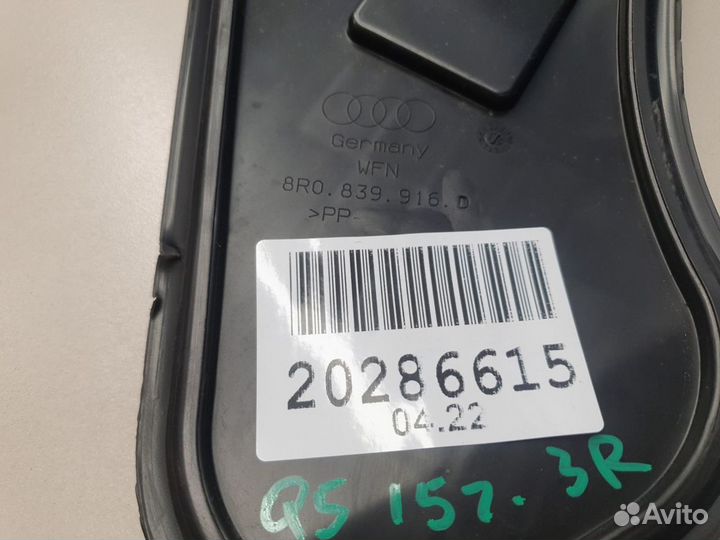 Germany
WFN
8R0.839.916.D
>PP
20286615
04.22
Q5 157. 3R
Avito